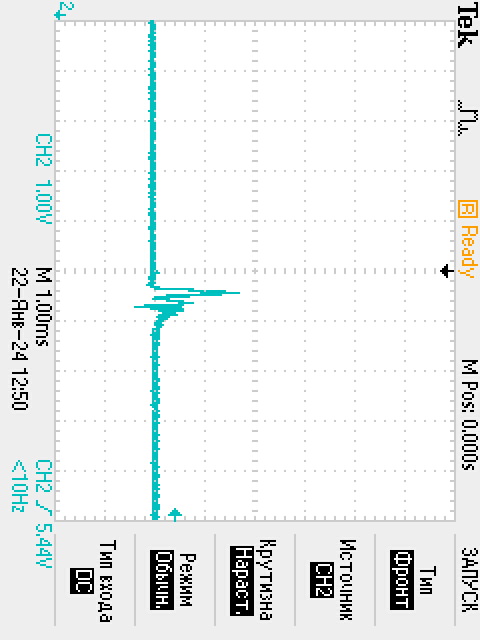 Tek R Ready M Pos: 0.000s ЗАПУСК
Тип
Фронт
Источник
CH2
Крутизна
Нараст.
Режим
Обычн.
Тип входа
DC
2
CH2 1.00V M 1.00ms CH2 5.44V
22-Янв-24 12:50 <10Hz